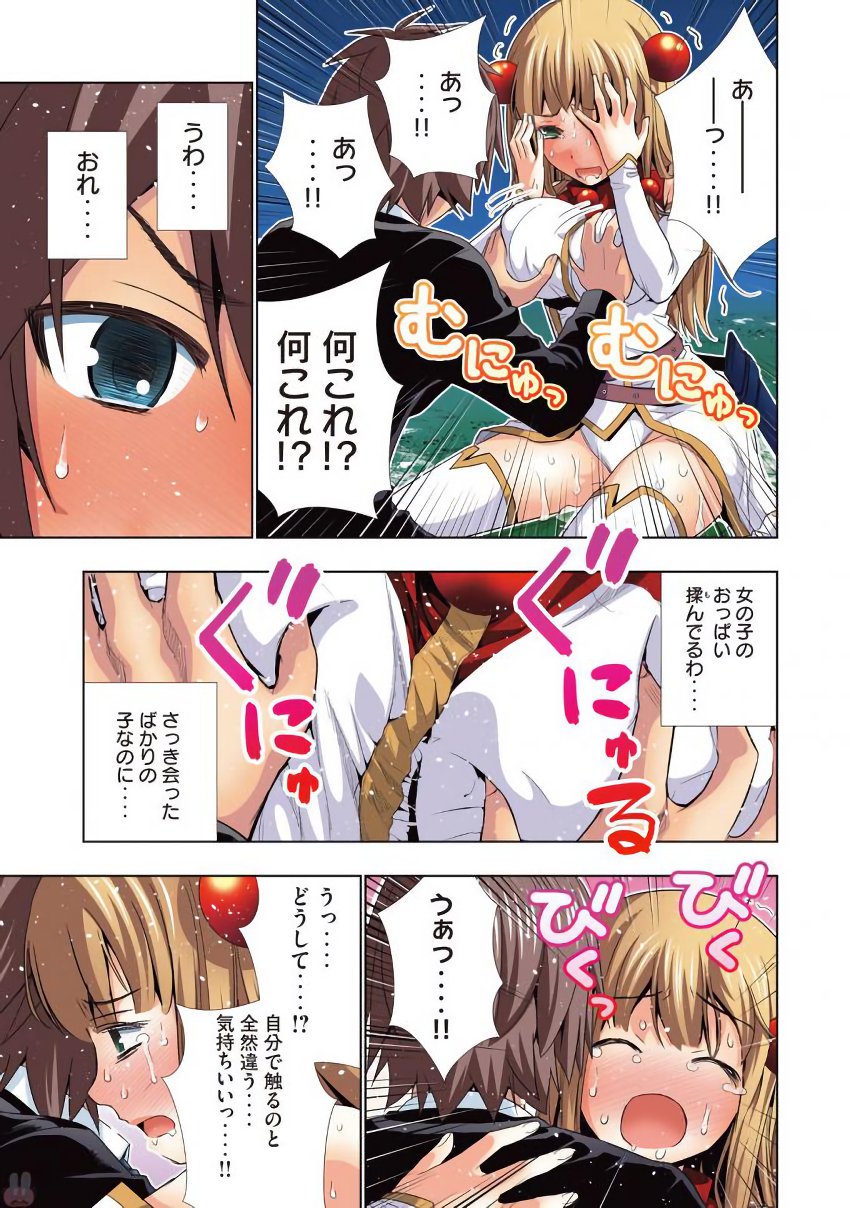 あ
――っ‥‥!!
あっ
‥‥!!
あっ
‥‥!!
むにゅっ
むにゅっ
何これ!?
何これ!?
うわ‥‥
おれ‥‥
女の子の
おっぱい
揉んでるわ‥‥
も
ぐにゅる
ぐにゅ
さっき会った
ばかりの
子なのに‥‥
びくっ
びくっ
うあっ‥‥!!
うっ‥‥
どうして‥‥!?
自分で触るのと
全然違う‥‥
気持ちいいっ‥‥!!